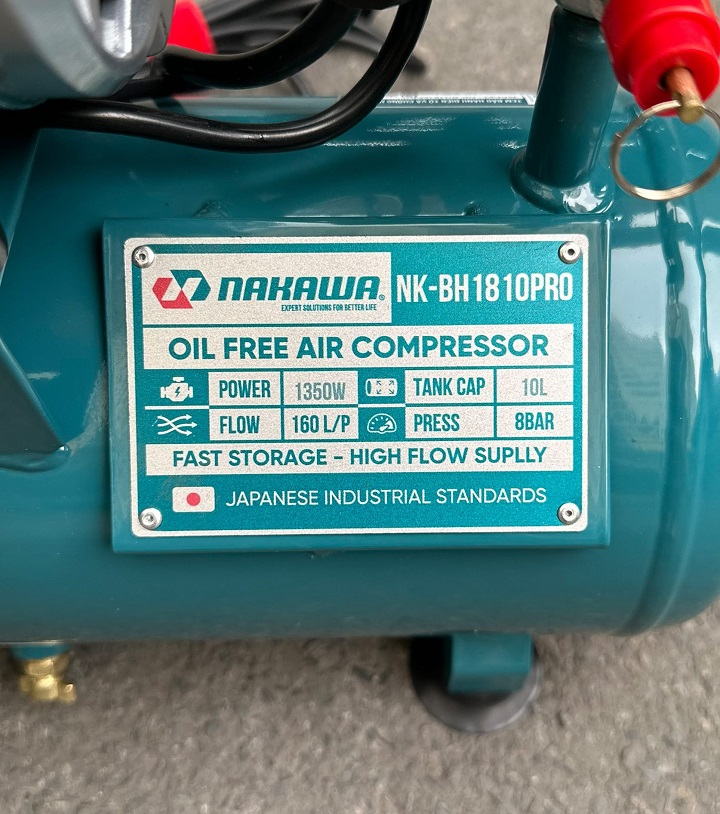 NAKAWA®
EXPERT SOLUTIONS FOR BETTER LIFE
NK-BH1810PRO
OIL FREE AIR COMPRESSOR
POWER 1350W TANK CAP 10L
FLOW 160 L/P PRESS 8BAR
FAST STORAGE - HIGH FLOW SUPLLY
JAPANESE INDUSTRIAL STANDARDS